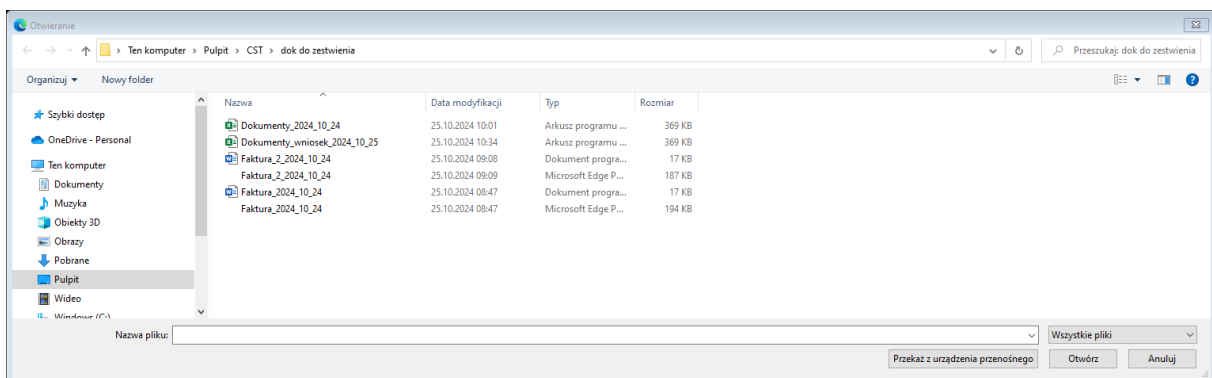 Otwieranie
Ten komputer > Pulpit > CST > dok do zestwienia
Przeszukaj: dok do zestwienia
Organizuj
Nowy folder
Szybki dostęp
OneDrive - Personal
Ten komputer
Dokumenty
Muzyka
Obiekty 3D
Obrazy
Pobrane
Pulpit
Wideo
Windows (C:)
Nazwa Data modyfikacji Typ Rozmiar
Dokumenty_2024_10_24 25.10.2024 10:01 Arkusz programu ... 369 KB
Dokumenty_wniosek_2024_10_25 25.10.2024 10:34 Arkusz programu ... 369 KB
Faktura_2_2024_10_24 25.10.2024 09:08 Dokument progra... 17 KB
Faktura_2_2024_10_24 25.10.2024 09:09 Microsoft Edge P... 187 KB
Faktura_2024_10_24 25.10.2024 08:47 Dokument progra... 17 KB
Faktura_2024_10_24 25.10.2024 08:47 Microsoft Edge P... 194 KB
Nazwa pliku:
Wszystkie pliki
Przekaż z urządzenia przenośnego
Otwórz
Anuluj